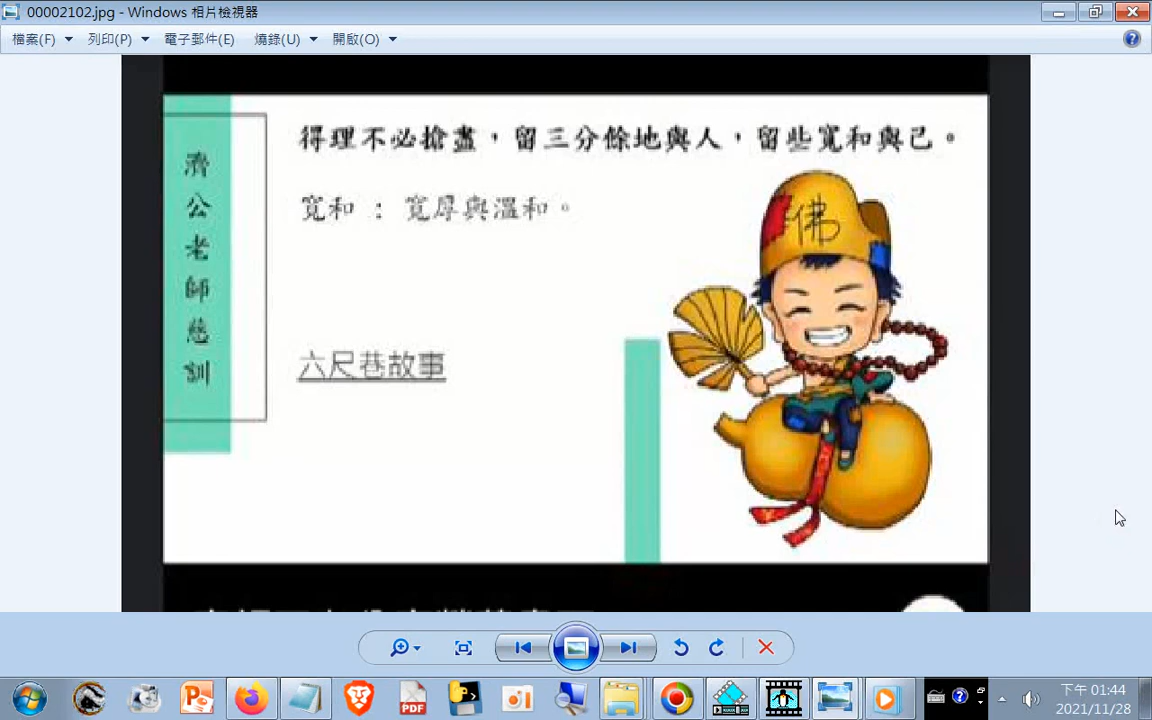 00002102.jpg - Windows 相片檢視器
檔案(F) 列印(P) 電子郵件(E) 燒錄(U) 開啟(O)
濟公老師慈訓
得理不必搶盡，留三分餘地與人，留些寬和與己。
寬和 ： 寬厚與溫和。
六尺巷故事
佛
下午 01:44
2021/11/28